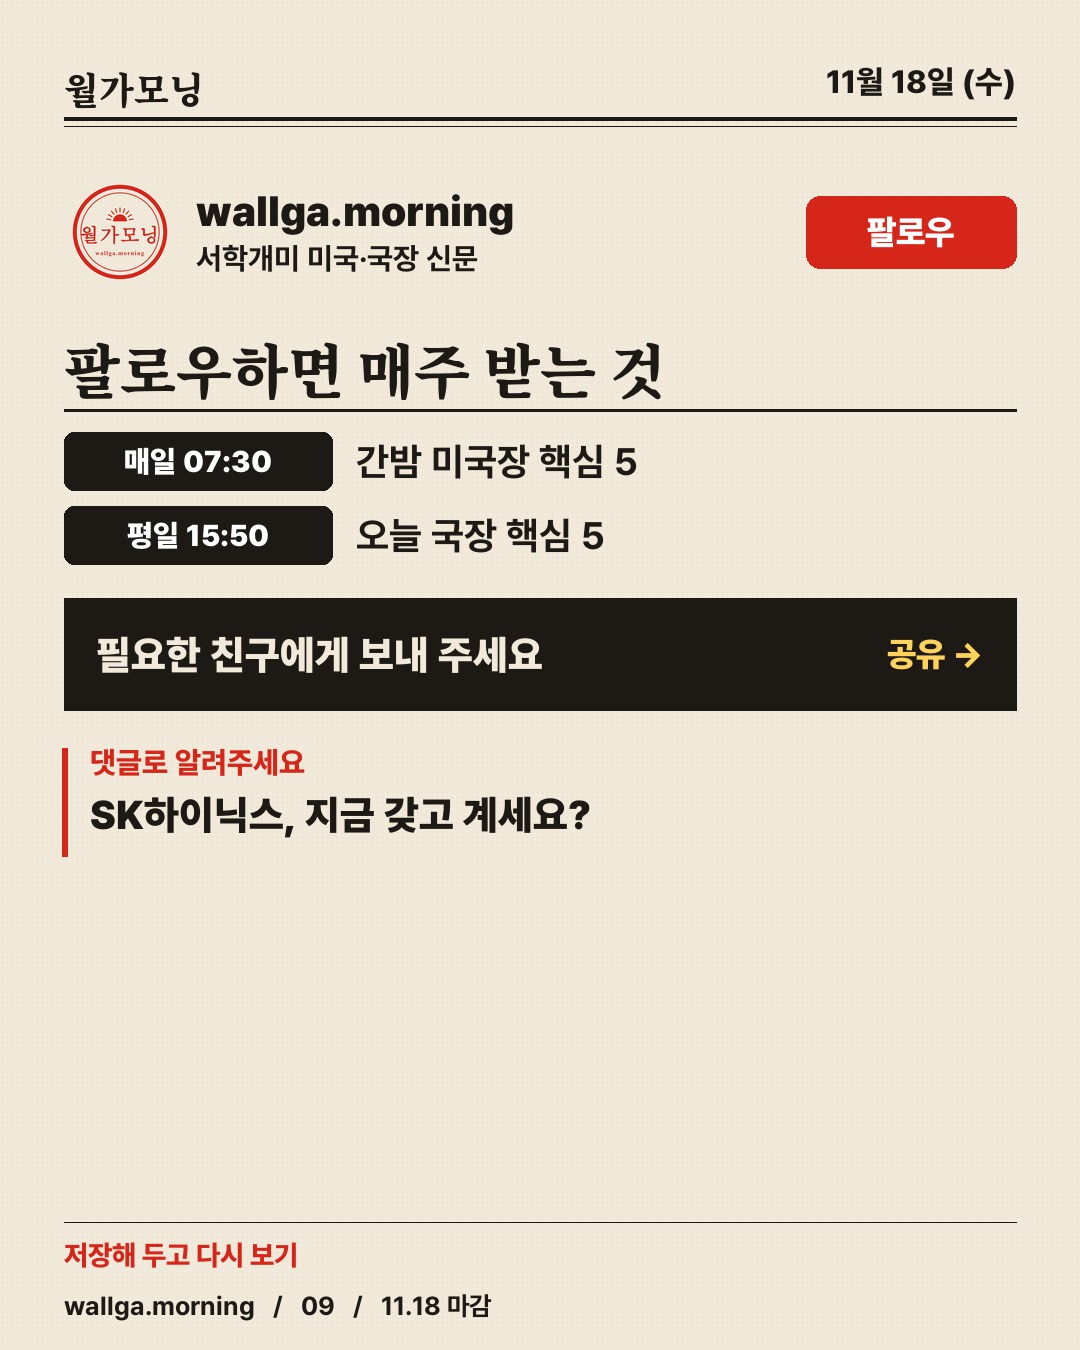 월가모닝
11월 18일 (수)
월가모닝
wallga.morning
wallga.morning
서학개미 미국·국장 신문
팔로우
팔로우하면 매주 받는 것
매일 07:30
간밤 미국장 핵심 5
평일 15:50
오늘 국장 핵심 5
필요한 친구에게 보내 주세요
공유 →
댓글로 알려주세요
SK하이닉스, 지금 갖고 계세요?
저장해 두고 다시 보기
wallga.morning / 09 / 11.18 마감